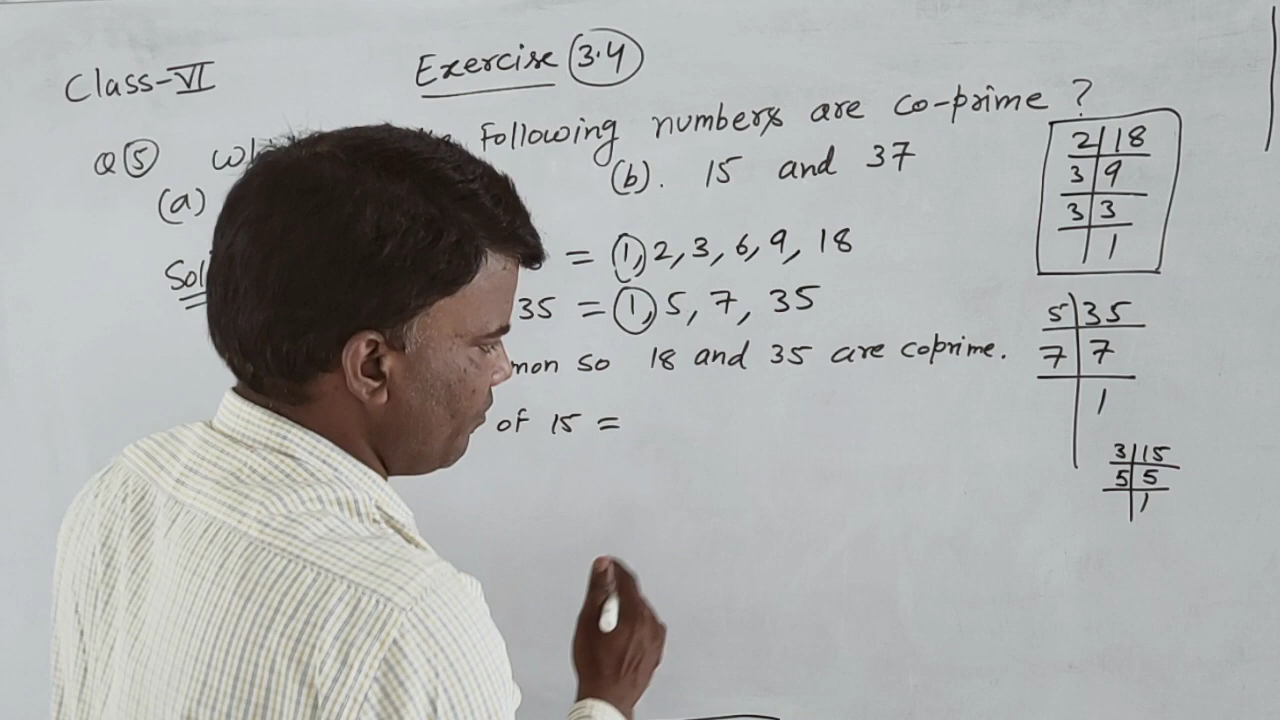 Class-VI
Exercise 3.4
Q 5 Following numbers are co-prime ?
(a) (b). 15 and 37
Sol = 1, 2, 3, 6, 9, 18
35 = 1, 5, 7, 35
so 18 and 35 are coprime.
of 15 =
2 | 18
3 | 9
3 | 3
1
5 | 35
7 | 7
1
3 | 15
5 | 5
1